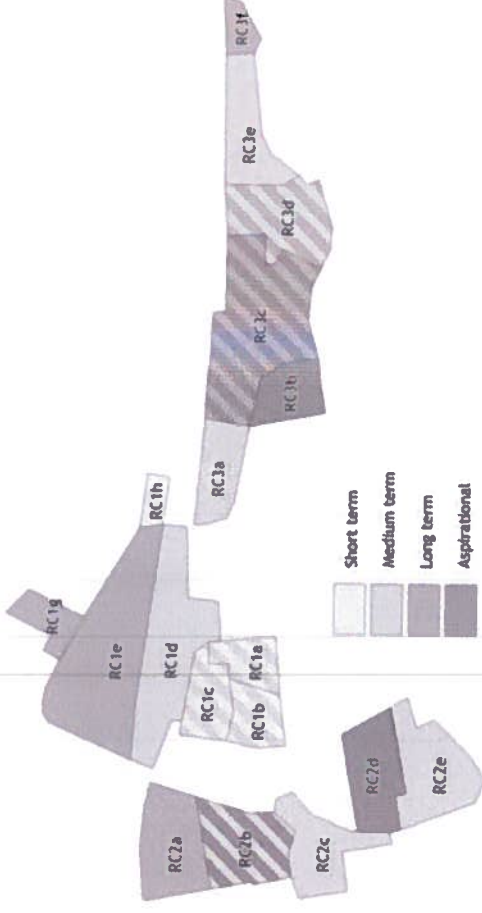 RC3f
RC3e
RC3d
RC3c
RC3b
RC3a
RC1h
RC1g
RC1e
RC1d
RC1c
RC1a
RC1b
RC2a
RC2b
RC2c
RC2d
RC2e
Short term
Medium term
Long term
Aspirational